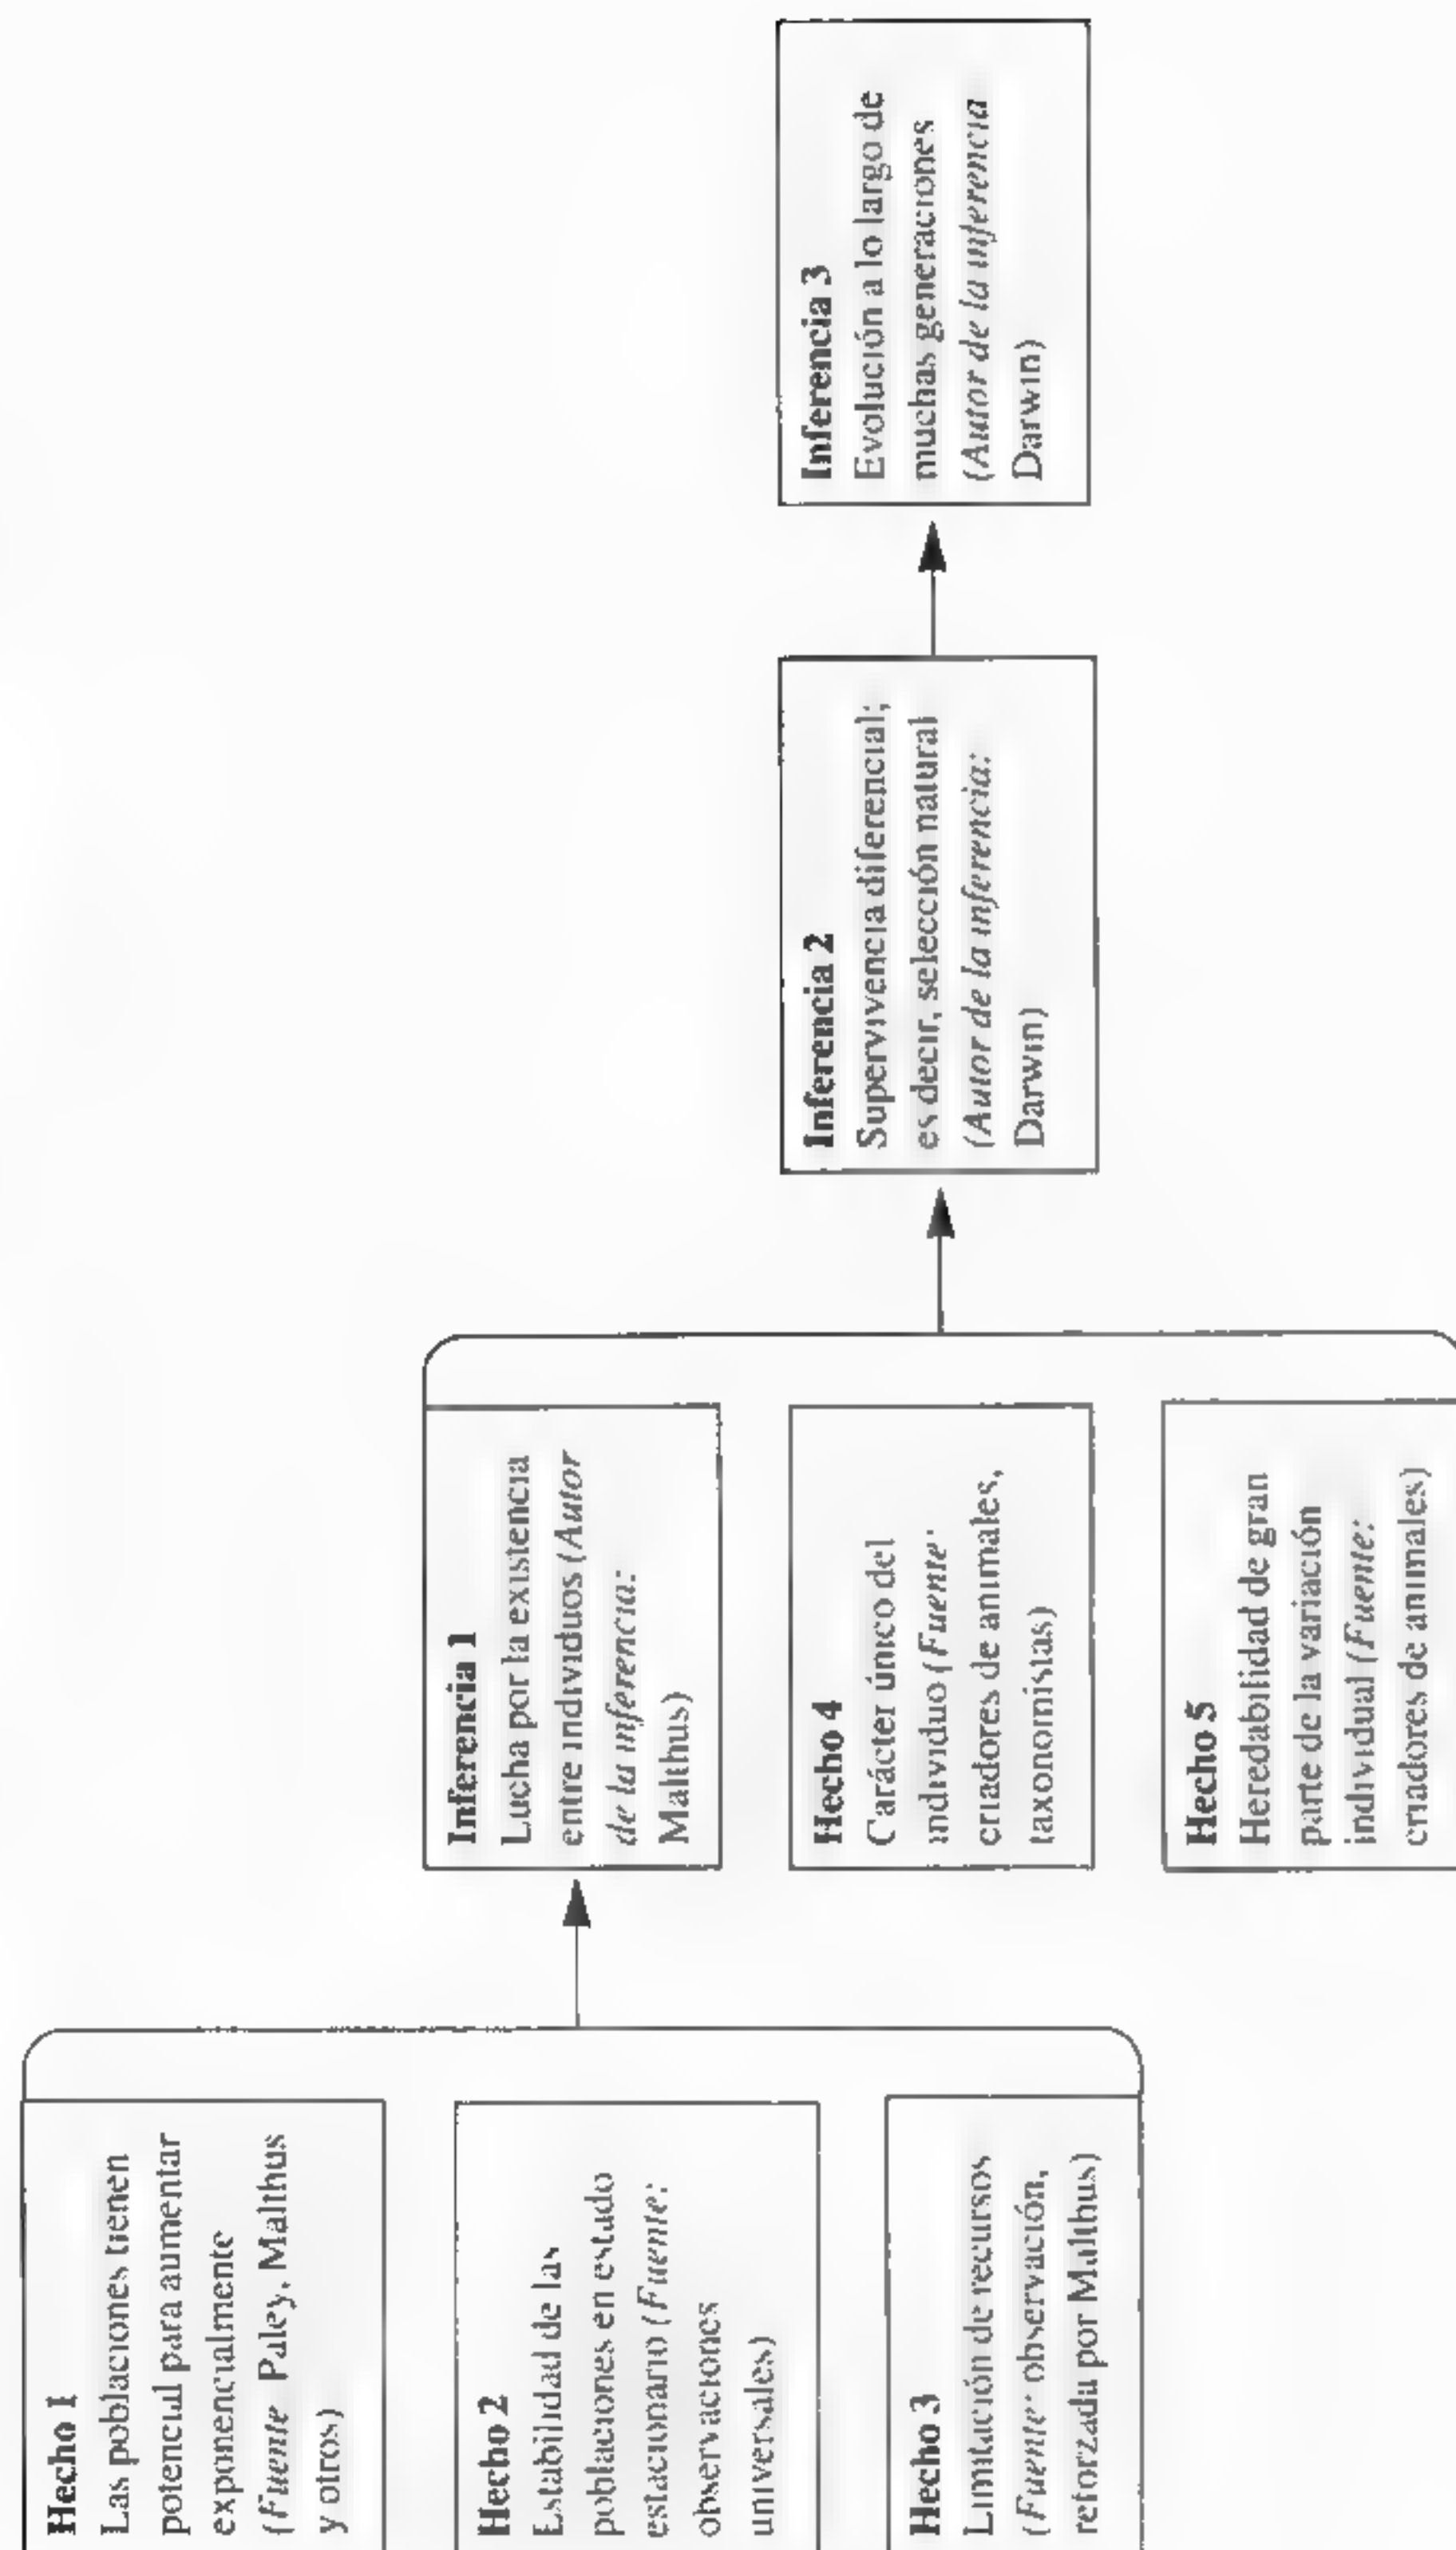 Hecho 1
Las poblaciones tienen
potencial para aumentar
exponencialmente
(Fuente Paley, Malthus
y otros)
Hecho 2
Estabilidad de las
poblaciones en estado
estacionario (Fuente:
observaciones
universales)
Hecho 3
Limitación de recursos
(Fuente: observación,
reforzada por Malthus)
Inferencia 1
Lucha por la existencia
entre individuos (Autor
de la inferencia:
Malthus)
Hecho 4
Carácter único del
individuo (Fuente:
criadores de animales,
taxonomistas)
Hecho 5
Heredabilidad de gran
parte de la variación
individual (Fuente:
criadores de animales)
Inferencia 2
Supervivencia diferencial;
es decir, selección natural
(Autor de la inferencia:
Darwin)
Inferencia 3
Evolución a lo largo de
muchas generaciones
(Autor de la inferencia
Darwin)